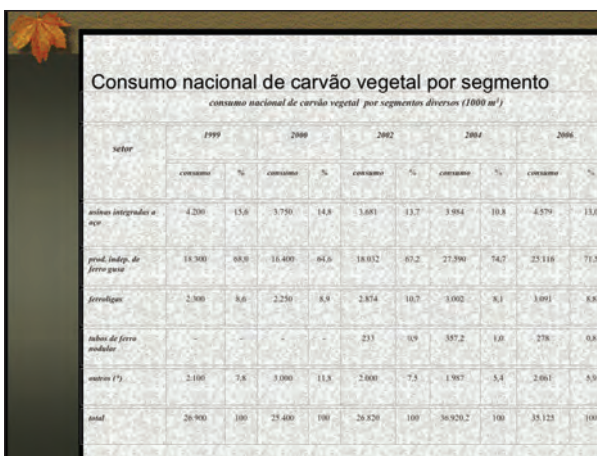 Consumo nacional de carvão vegetal por segmento
consumo nacional de carvão vegetal por segmentos diversos (1000 m³)
setor 1999 2000 2002 2004 2006
consumo % consumo % consumo % consumo % consumo %
usinas integradas a aço 4.200 15,6 3.750 14,8 3.681 13,7 3.984 10,8 4.579
prod. indep. de ferro gusa 18.300 68,0 16.400 64,6 18.032 67,2 27.590 74,7 25.116 71,5
ferroligas 2.300 8,6 2.250 8,9 2.874 10,7 3.002 8,1 3.091 8,8
tubos de ferro nodular - - - - 233 0,9 357,2 1,0 278 0,8
outros (*) 2.100 7,8 3.000 11,8 2.000 7,5 1.987 5,4 2.061 5,9
total 26.900 100 25.400 100 26.820 100 36.920,2 100 35.125 100